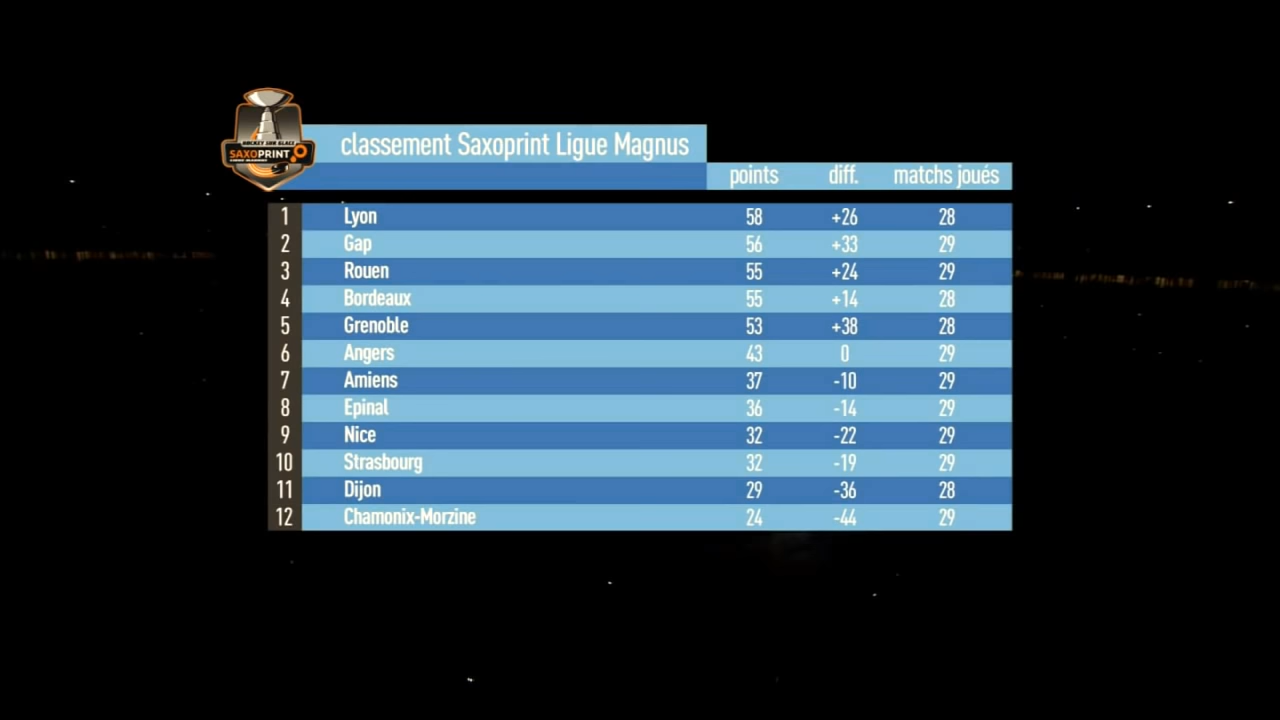 HOCKEY SUR GLACE
SAXOPRINT
classement Saxoprint Ligue Magnus
points diff. matchs joués
1 Lyon 58 +26 28
2 Gap 56 +33 29
3 Rouen 55 +24 29
4 Bordeaux 55 +14 28
5 Grenoble 53 +38 28
6 Angers 43 0 29
7 Amiens 37 -10 29
8 Epinal 36 -14 29
9 Nice 32 -22 29
10 Strasbourg 32 -19 29
11 Dijon 29 -36 28
12 Chamonix-Morzine 24 -44 29